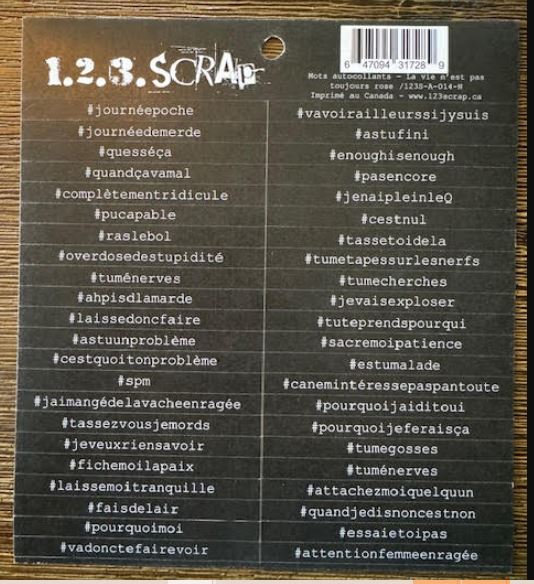 1.2.3.SCRAP
6 47094 31728 9
Mots autocollants - La vie n'est pas
toujours rose /123S-A-014-N
Imprimé au Canada - www.123scrap.ca
#journéepoche
#journéedemerde
#quesséça
#quandçavamal
#complètementridicule
#pucapable
#raslebol
#overdosedestupidité
#tuménerves
#ahpisdlamarde
#laissedoncfaire
#astuunproblème
#cestquoitonproblème
#spm
#jaimangédelavacheenragée
#tassezvousjemords
#jeveuxriensavoir
#fichemoilapaix
#laissemoitranquille
#faisdelair
#pourquoimoi
#vadonctefairevoir
#vavoirailleurssijysuis
#astufini
#enoughisenough
#pasencore
#jenaipleinleQ
#cestnul
#tassetoidela
#tumetapessurlesnerfs
#tumecherches
#jevaisexploser
#tuteprendspourqui
#sacremoipatience
#estumalade
#canemintéressepaspantoute
#pourquoijaiditoui
#pourquoijeferaisça
#tumegosses
#tuménerves
#attachezmoiquelquun
#quandjedisnoncestnon
#essaietoipas
#attentionfemmeenragée